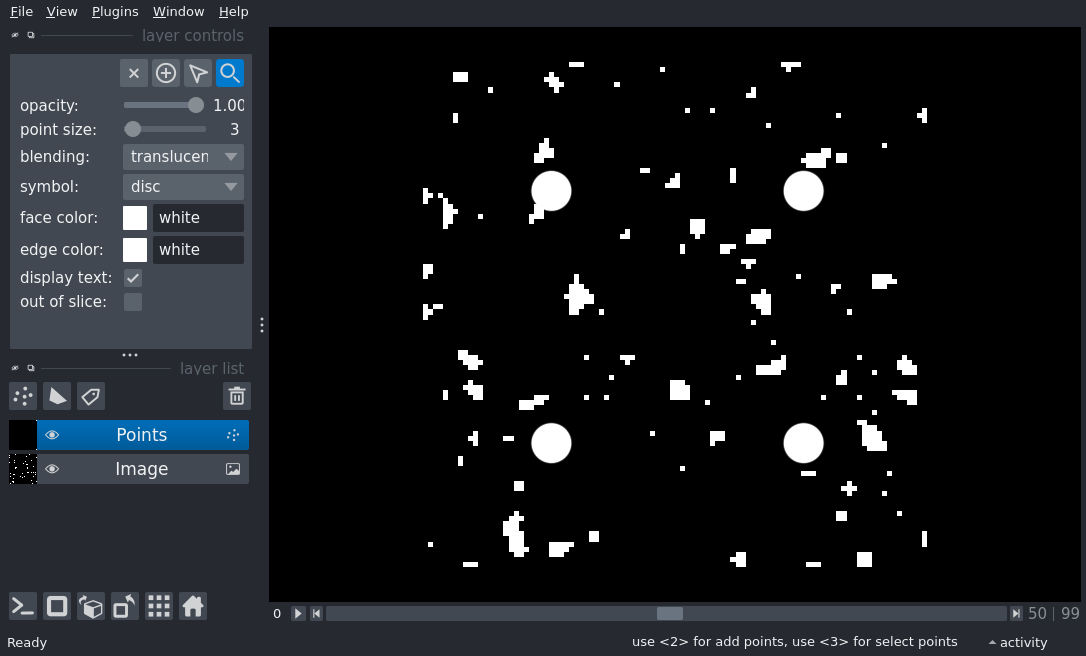 File View Plugins Window Help
layer controls
opacity: 1.00
point size: 3
blending: translucen
symbol: disc
face color: white
edge color: white
display text:
out of slice:
layer list
Points
Image
0 50 | 99
Ready use <2> for add points, use <3> for select points activity